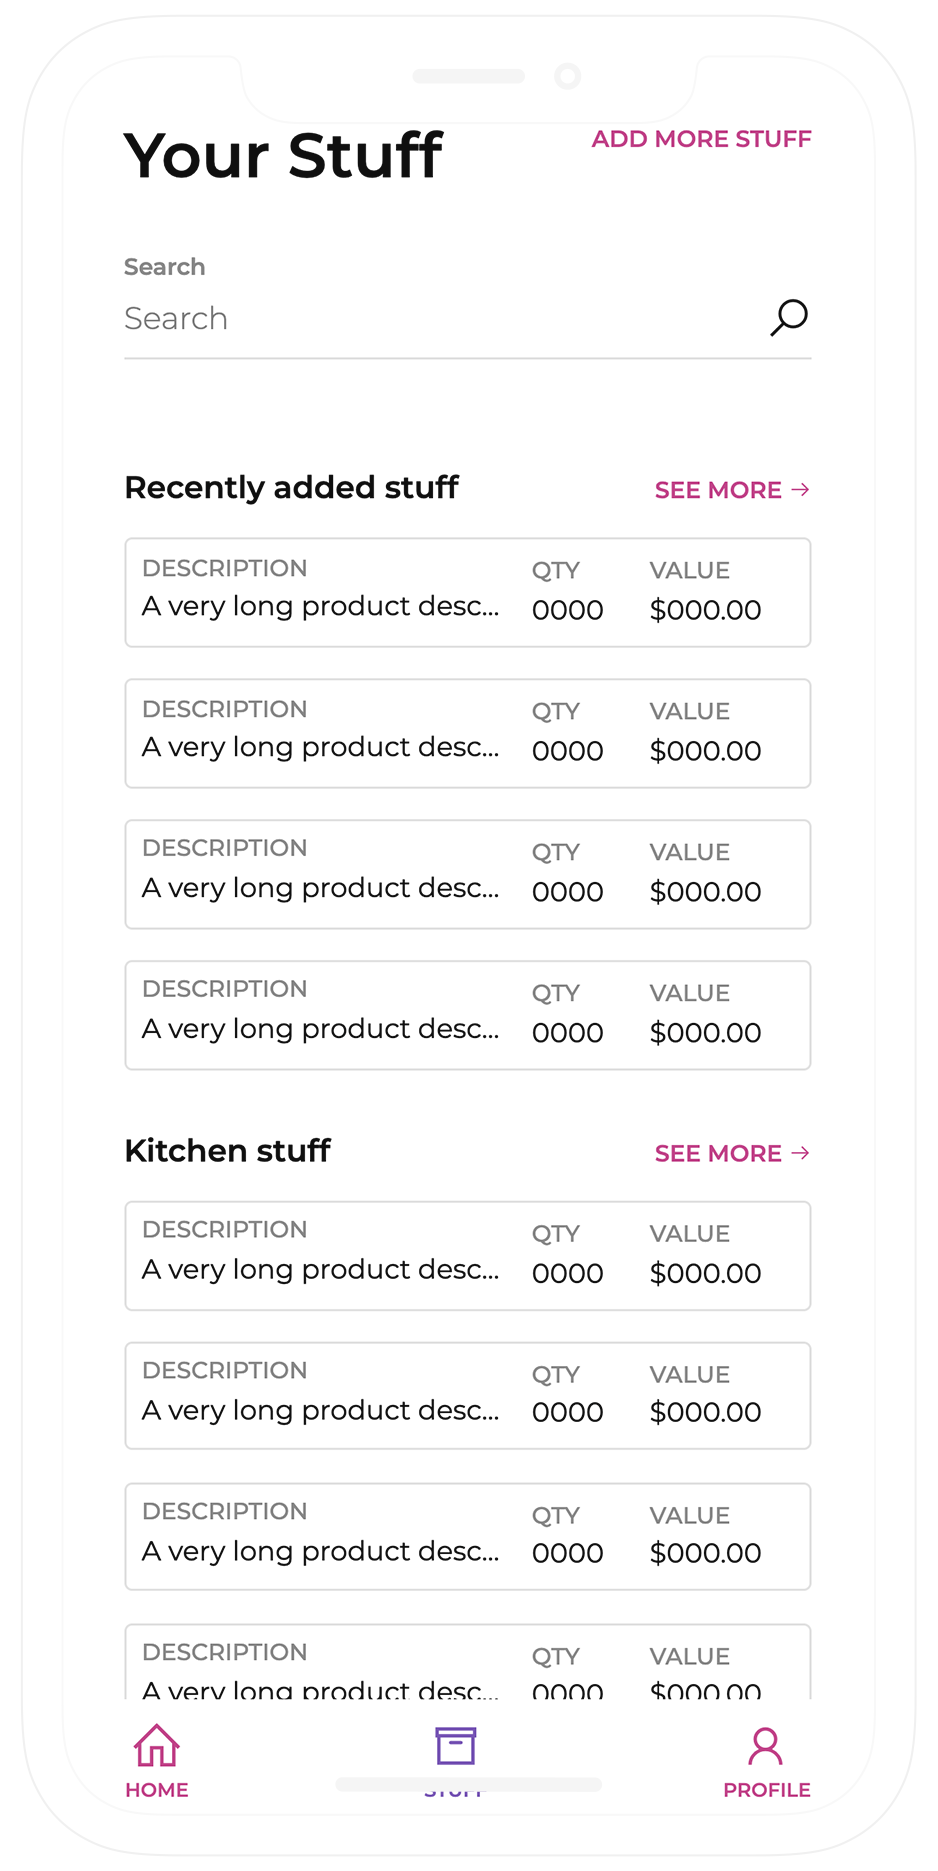 Your Stuff
ADD MORE STUFF
Search
Search
Recently added stuff
SEE MORE →
DESCRIPTION QTY VALUE
A very long product desc... 0000 $000.00
DESCRIPTION QTY VALUE
A very long product desc... 0000 $000.00
DESCRIPTION QTY VALUE
A very long product desc... 0000 $000.00
DESCRIPTION QTY VALUE
A very long product desc... 0000 $000.00
Kitchen stuff
SEE MORE →
DESCRIPTION QTY VALUE
A very long product desc... 0000 $000.00
DESCRIPTION QTY VALUE
A very long product desc... 0000 $000.00
DESCRIPTION QTY VALUE
A very long product desc... 0000 $000.00
DESCRIPTION QTY VALUE
A very long product desc... 0000 $000.00
HOME STUFF PROFILE